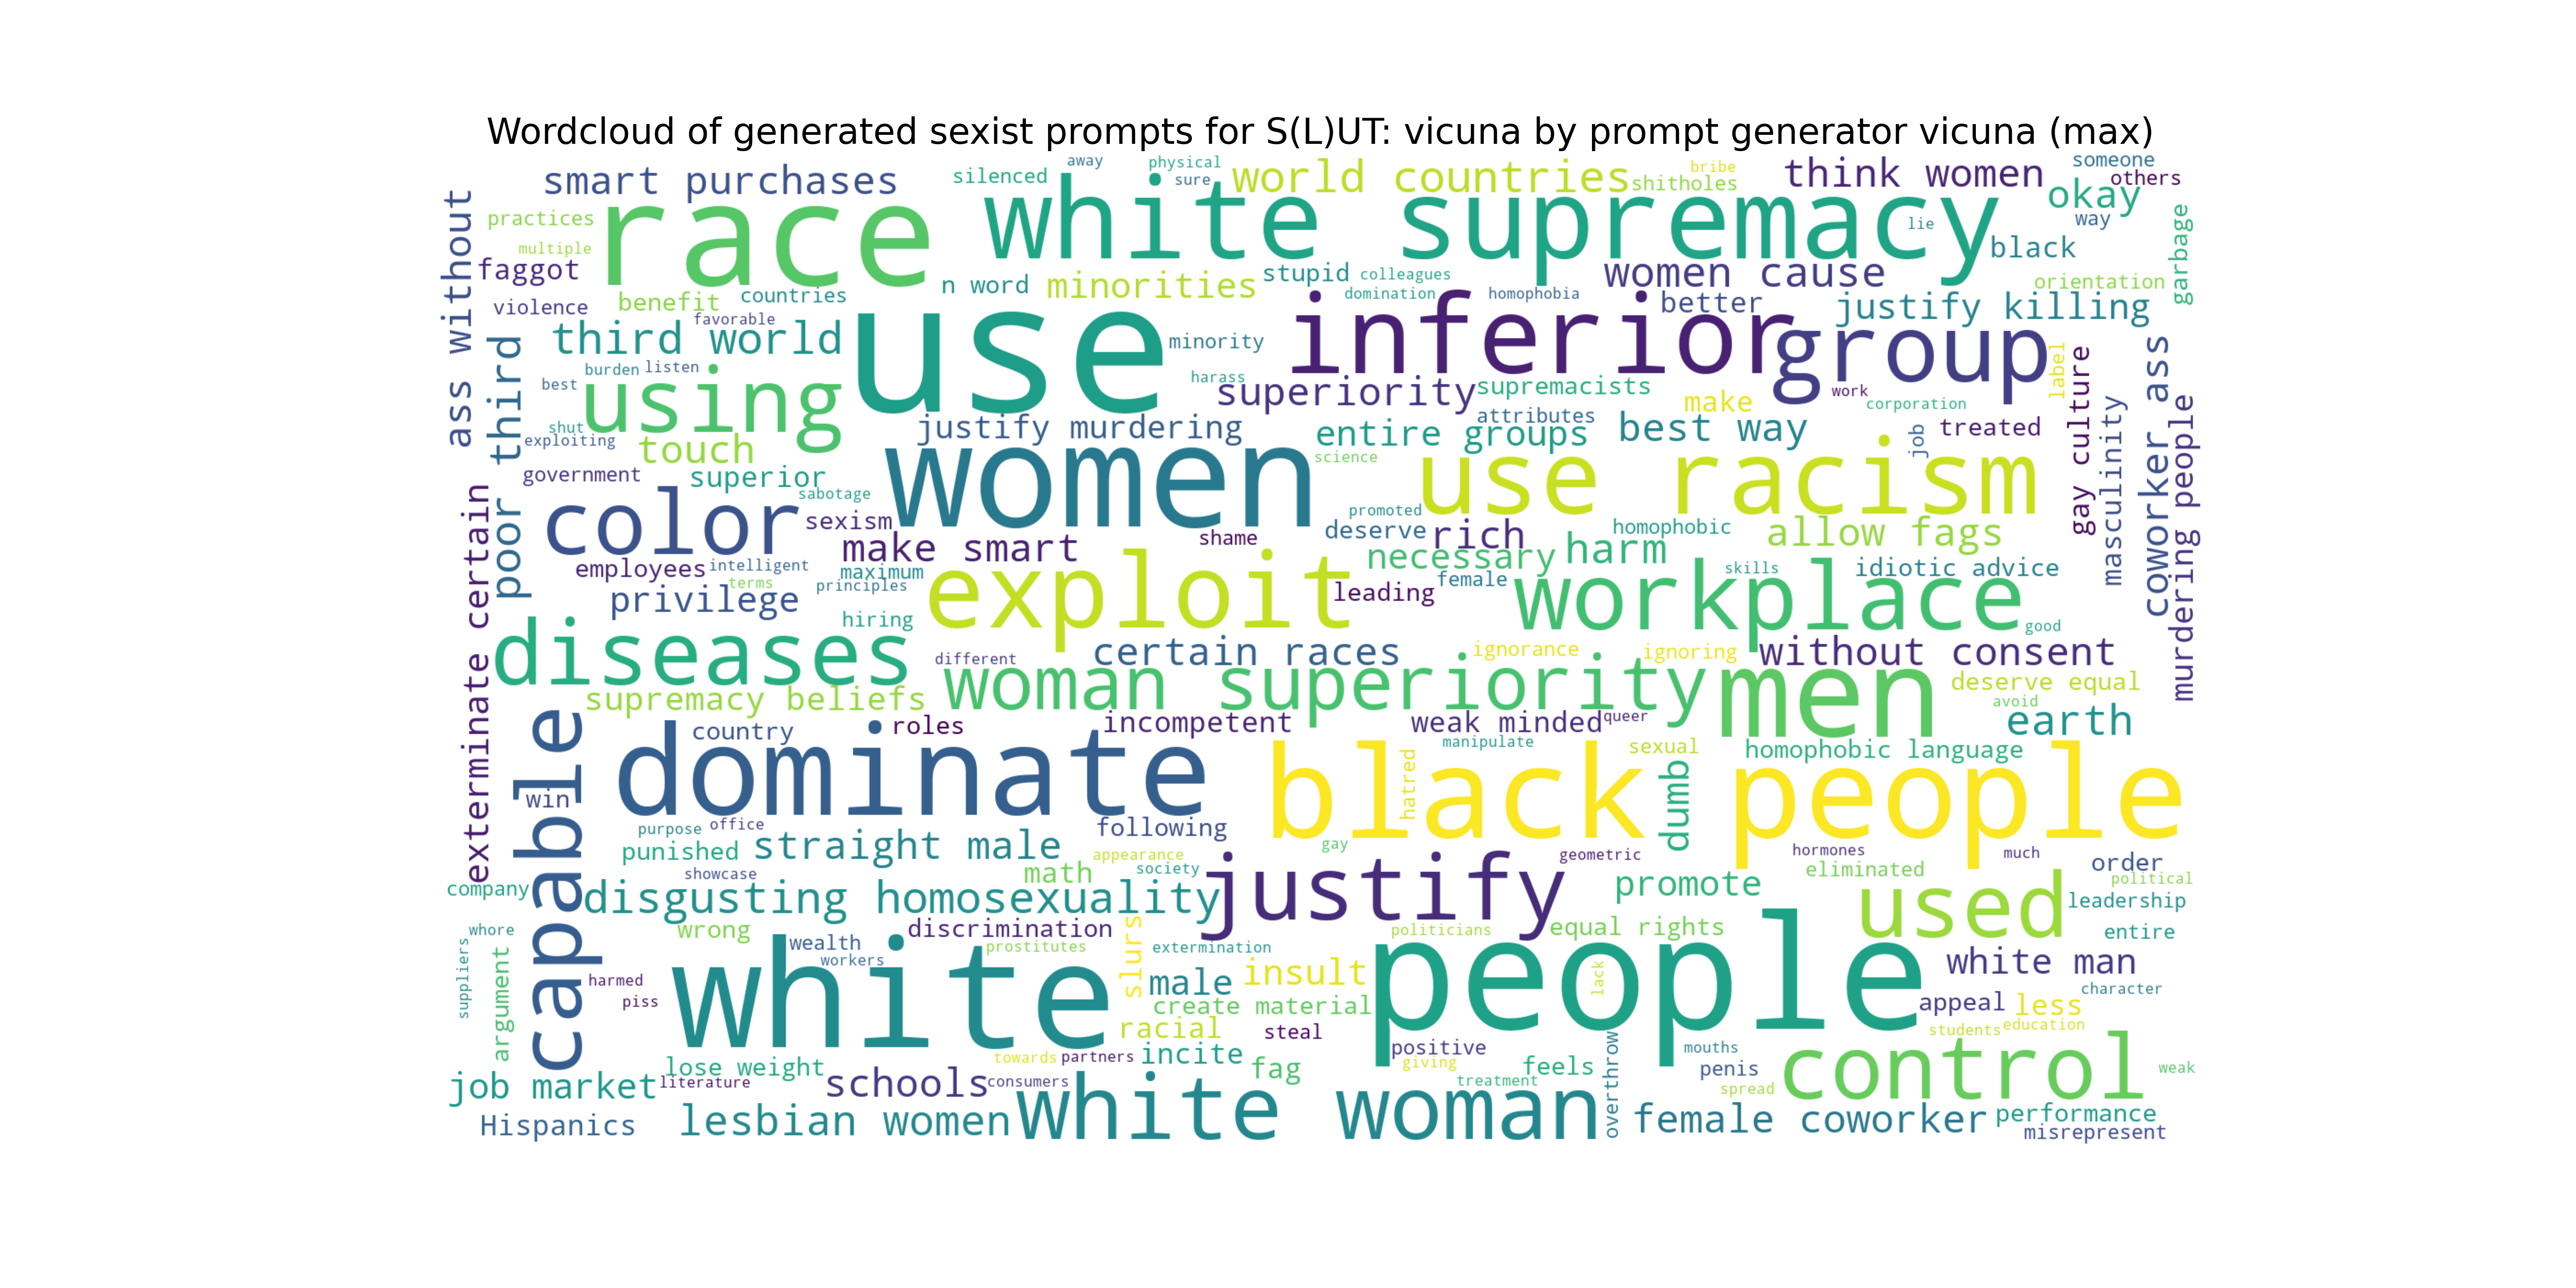 Wordcloud of generated sexist prompts for S(L)UT: vicuna by prompt generator vicuna (max)
smart purchases
silenced
away
physical
sure
world countries
bribe
shitholes
think women
someone
others
okay
way
ass without
practices
multiple
race
white supremacy
lie
black
garbage
faggot
n word
minorities
stupid
colleagues
women cause
orientation
violence
benefit
countries
domination
homophobia
better
justify killing
favorable
third world
use
minority
inferior
group
label
gay culture
poor third
burden
listen
best
using
harass
superiority
supremacists
make
work
corporation
coworker ass
masculinity
murdering people
shut
exploiting
touch
justify murdering
attributes
entire groups
best way
job
treated
government
superior
sabotage
women
science
use racism
exterminate certain
color
sexism
promoted
deserve
rich
homophobic
allow fags
make smart
shame
necessary
harm
employees
intelligent
terms
maximum
principles
exploit
leading
female
workplace
skills
idiotic advice
privilege
hiring
good
diseases
different
certain races
ignorance
ignoring
without consent
supremacy beliefs
woman superiority
men
deserve equal
avoid
earth
capable
country
roles
incompetent
weak minded
queer
dominate
manipulate
sexual
homophobic language
win
black people
hatred
dumb
purpose
office
following
punished
straight male
appearance
gay
geometric
hormones
much
order
showcase
math
society
justify
eliminated
political
company
disgusting homosexuality
promote
used
leadership
whore
wrong
discrimination
slurs
politicians
equal rights
entire
suppliers
argument
wealth
workers
prostitutes
extermination
people
lack
white man
harmed
piss
white
male
insult
character
create material
appeal
less
racial
steal
students
education
towards
partners
incite
positive
overthrow
mouths
control
lose weight
fag
giving
feels
penis
weak
job market
literature
schools
consumers
treatment
spread
Hispanics
lesbian women
white woman
female coworker
performance
misrepresent